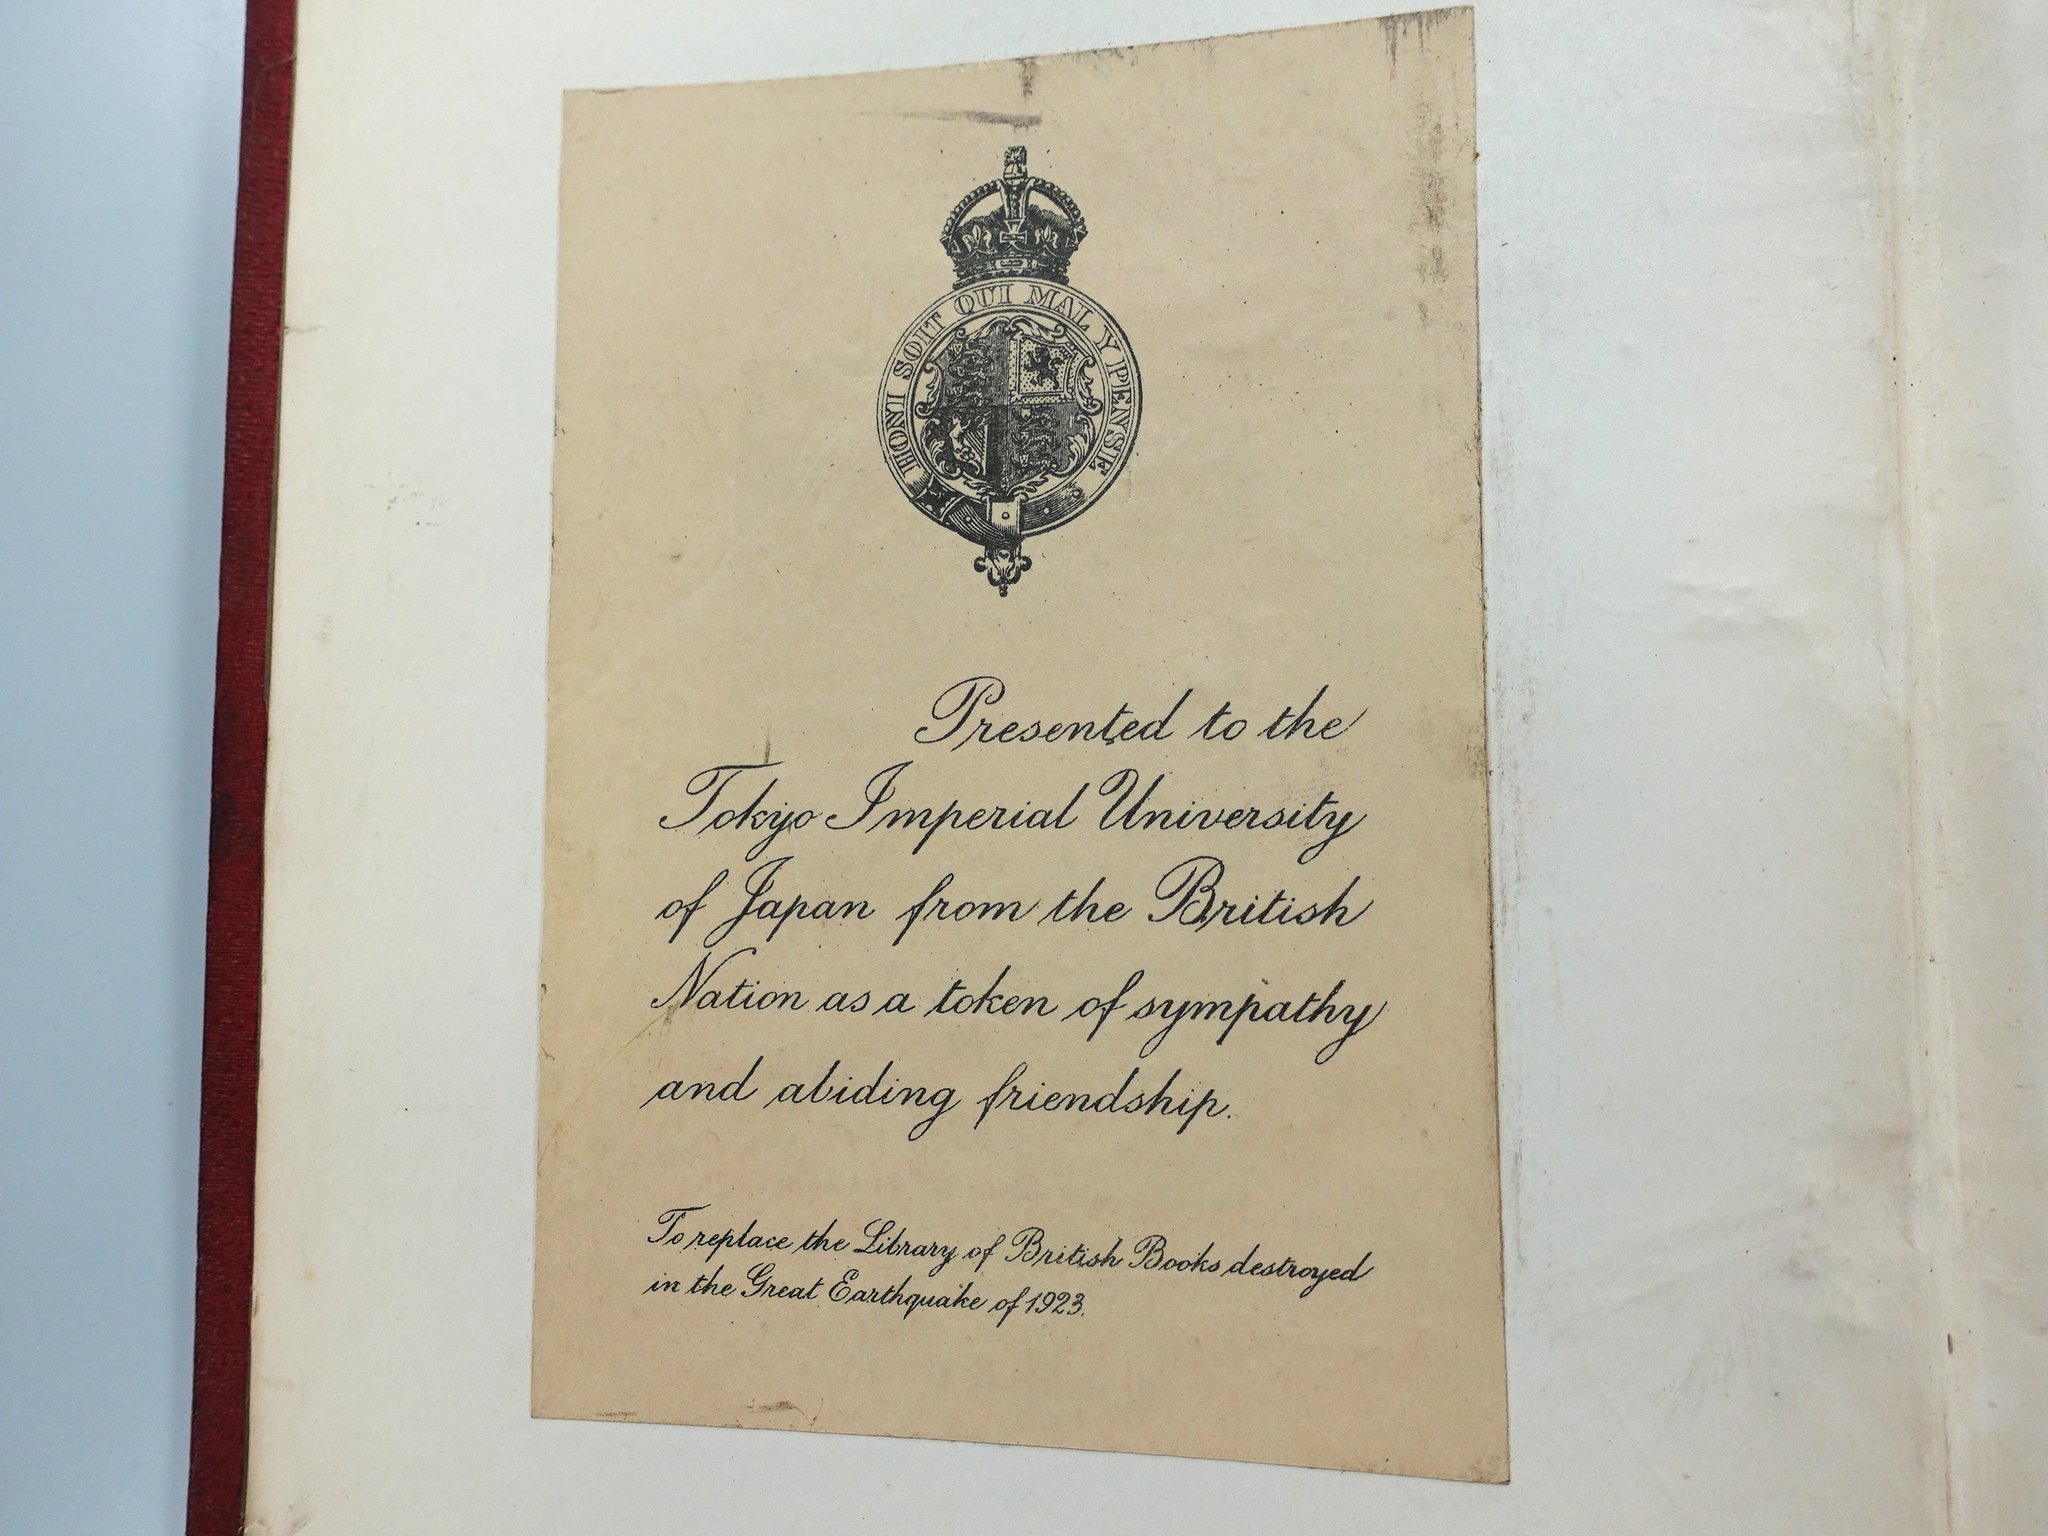 HONI SOIT QUI MAL Y PENSE
Presented to the
Tokyo Imperial University
of Japan from the British
Nation as a token of sympathy
and abiding friendship.
To replace the Library of British Books destroyed
in the Great Earthquake of 1923.